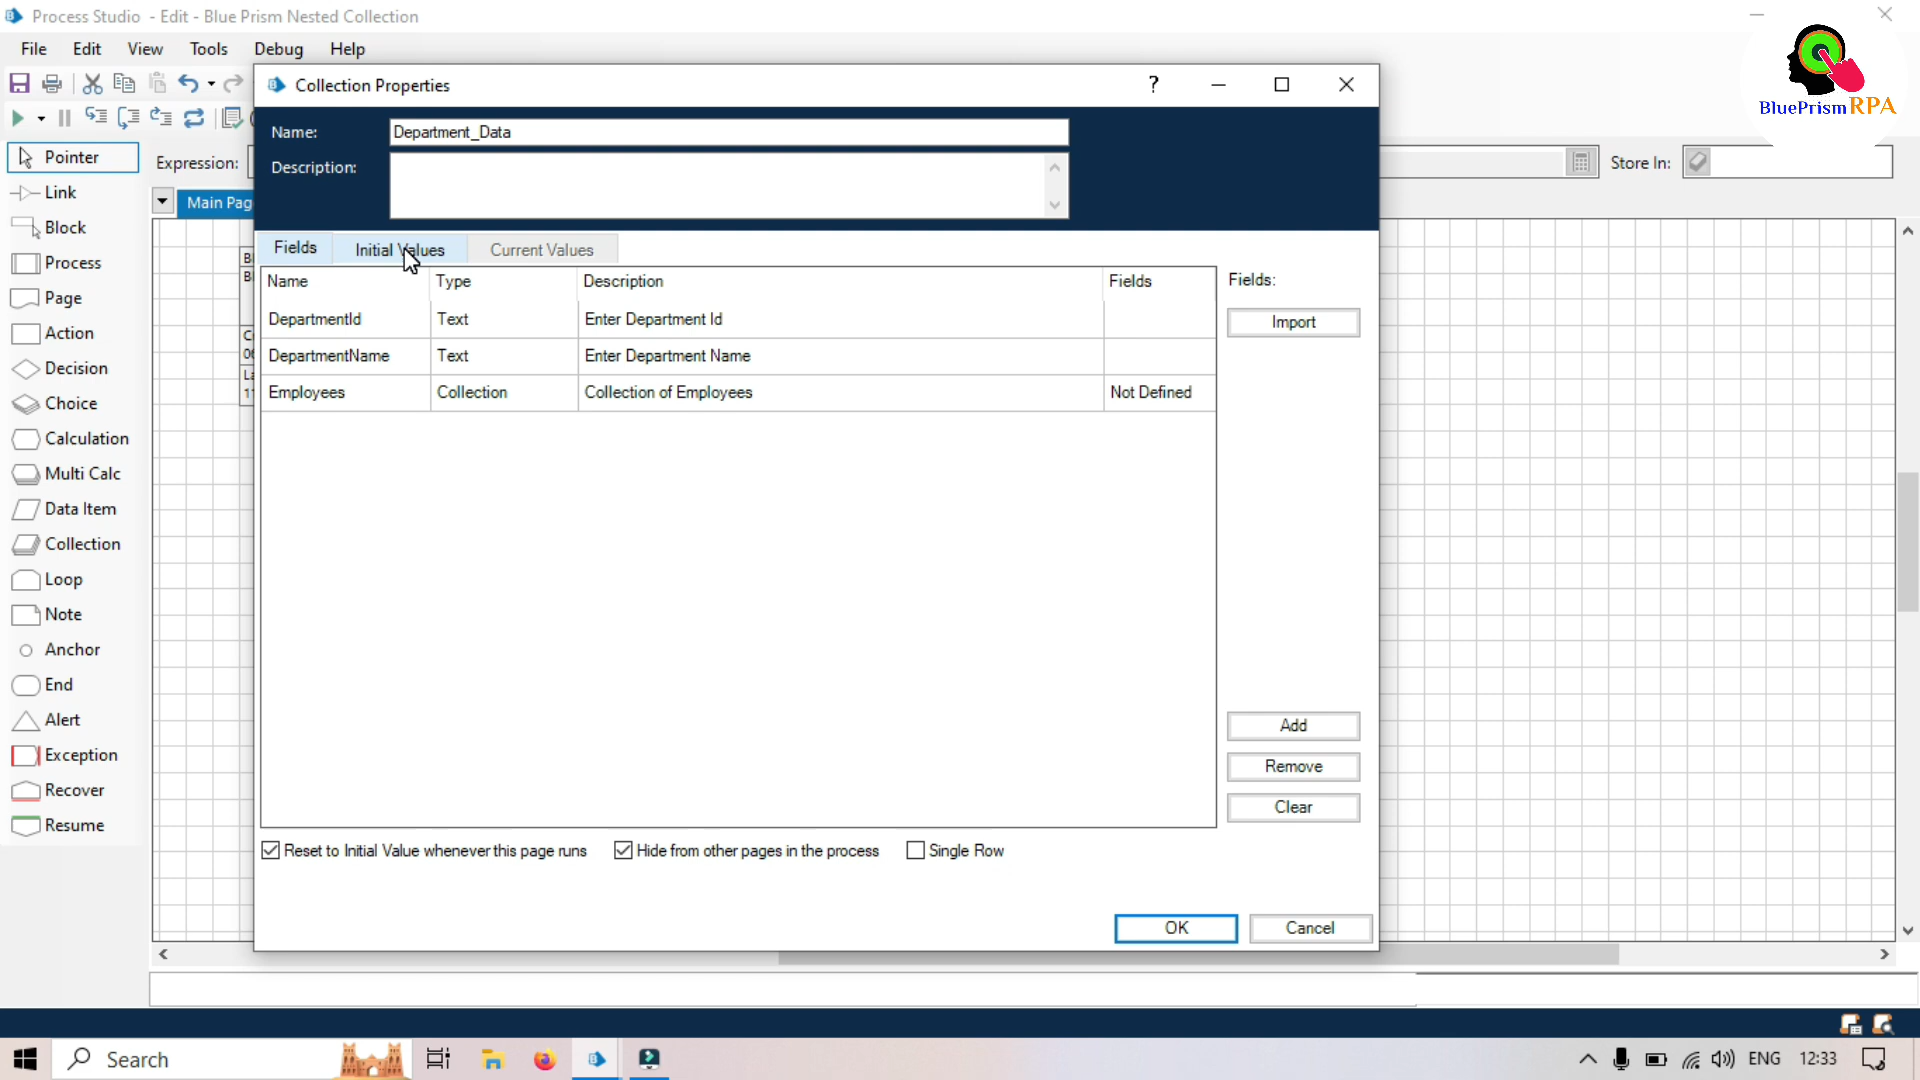 Process Studio - Edit - Blue Prism Nested Collection
File Edit View Tools Debug Help
BluePrism RPA
Collection Properties
?
Name: Department_Data
Description:
Expression:
Store In:
Main Pag
Pointer
Link
Block
Process
Page
Action
Decision
Choice
Calculation
Multi Calc
Data Item
Collection
Loop
Note
Anchor
End
Alert
Exception
Recover
Resume
Fields Initial Values Current Values
Name Type Description Fields
DepartmentId Text Enter Department Id
DepartmentName Text Enter Department Name
Employees Collection Collection of Employees Not Defined
Fields:
Import
Add
Remove
Clear
Reset to Initial Value whenever this page runs Hide from other pages in the process Single Row
OK Cancel
Search
ENG 12:33